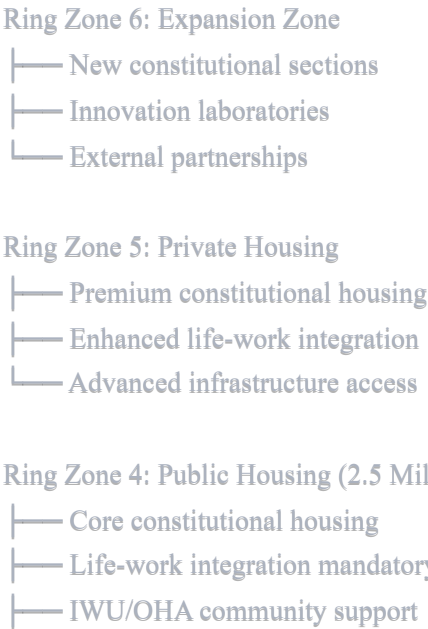 Ring Zone 6: Expansion Zone
├── New constitutional sections
├── Innovation laboratories
└── External partnerships
Ring Zone 5: Private Housing
├── Premium constitutional housing
├── Enhanced life-work integration
└── Advanced infrastructure access
Ring Zone 4: Public Housing (2.5 Mil
├── Core constitutional housing
├── Life-work integration mandatory
├── IWU/OHA community support